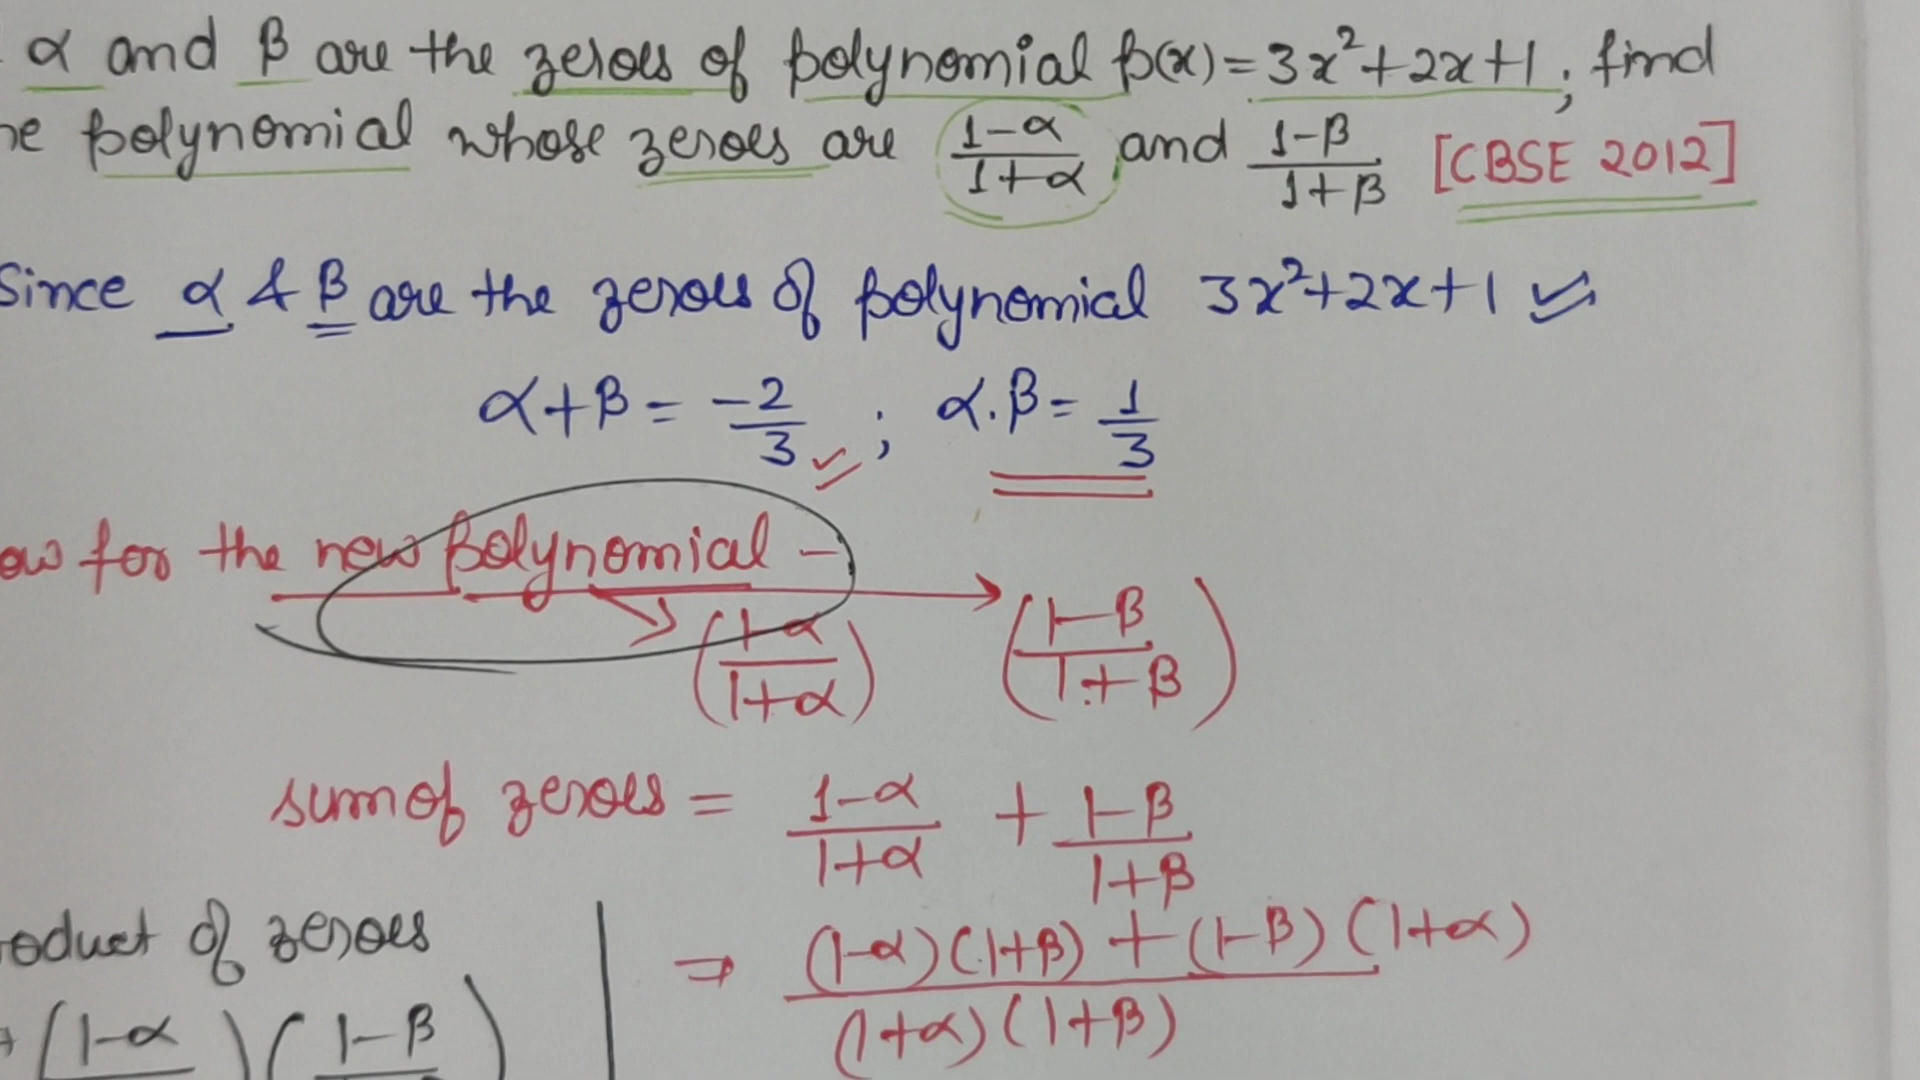 α and β are the zeroes of polynomial p(x) = 3x²+2x+1, find
polynomial whose zeroes are (1-α)/(1+α) and (1-β)/(1+β) [CBSE 2012]
Since α & β are the zeroes of polynomial 3x²+2x+1
α+β = -2/3 ; α.β = 1/3
for the new polynomial -
((1-α)/(1+α)) ((1-β)/(1+β))
sum of zeroes = (1-α)/(1+α) + (1-β)/(1+β)
⇒ ((1-α)(1+β) + (1-β)(1+α))/((1+α)(1+β))
of zeroes
(1-α)(1-β)